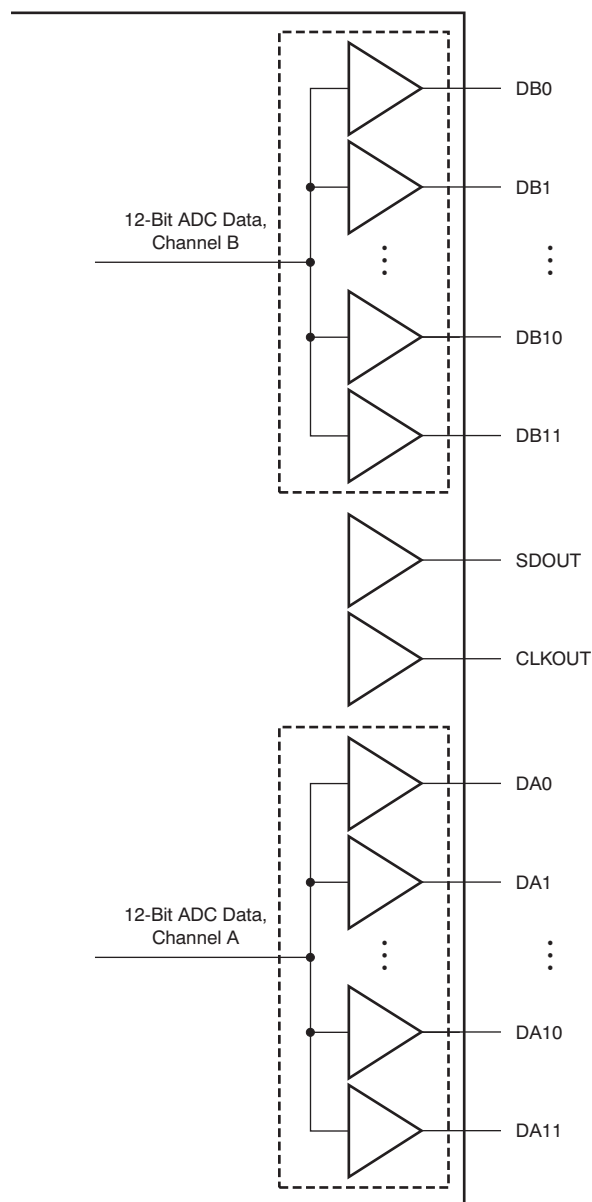 DB0
DB1
12-Bit ADC Data,
Channel B
DB10
DB11
SDOUT
CLKOUT
DA0
DA1
12-Bit ADC Data,
Channel A
DA10
DA11